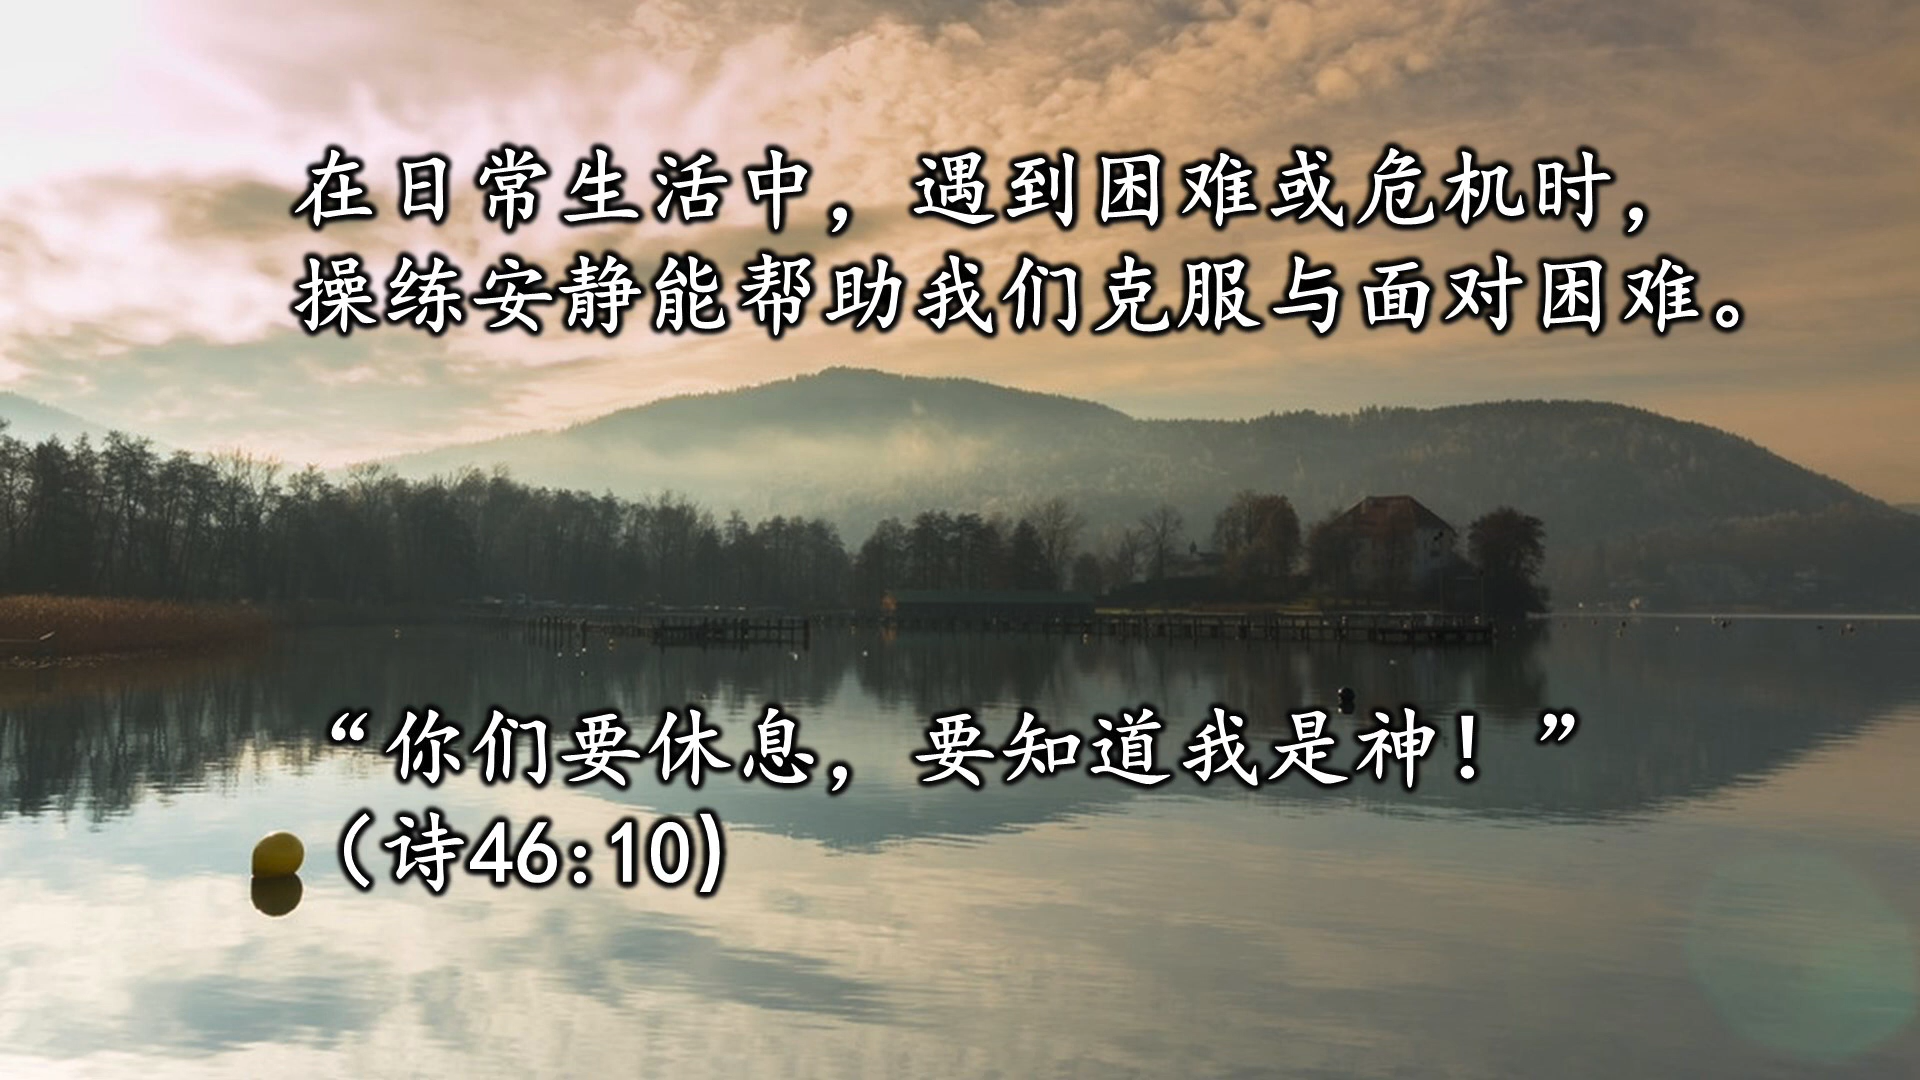 在日常生活中，遇到困难或危机时，
操练安静能帮助我们克服与面对困难。
“你们要休息，要知道我是神！”
（诗46:10)